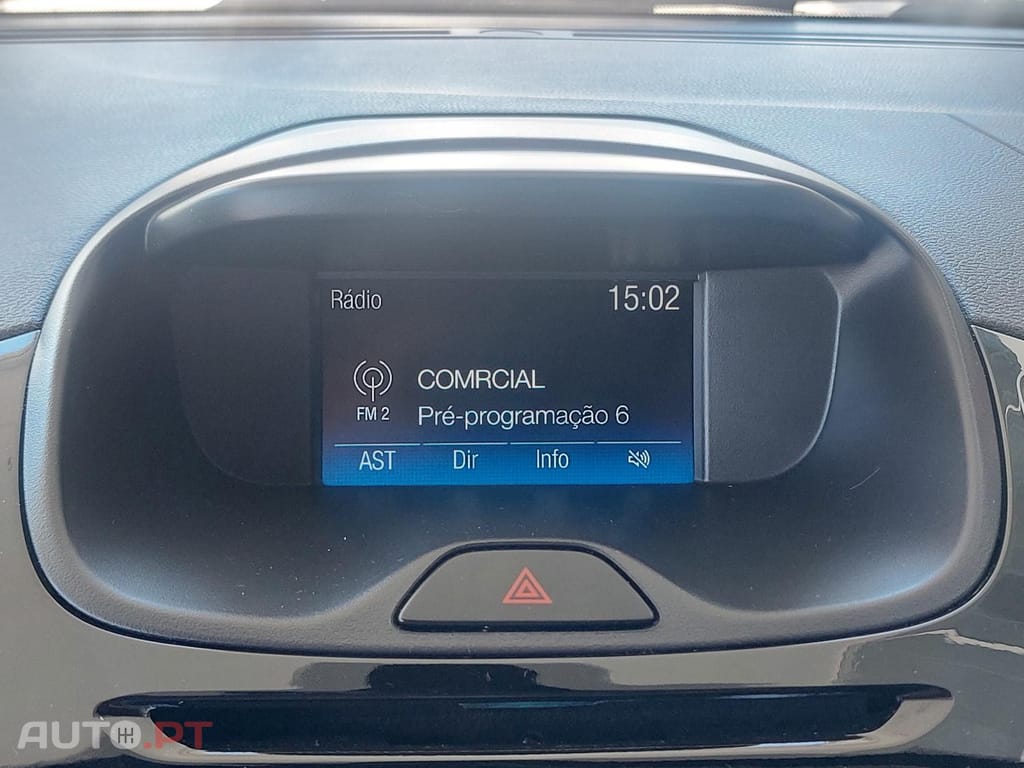 Rádio 15:02
COMRCIAL
FM 2 Pré-programação 6
AST Dir Info
AUTO.PT